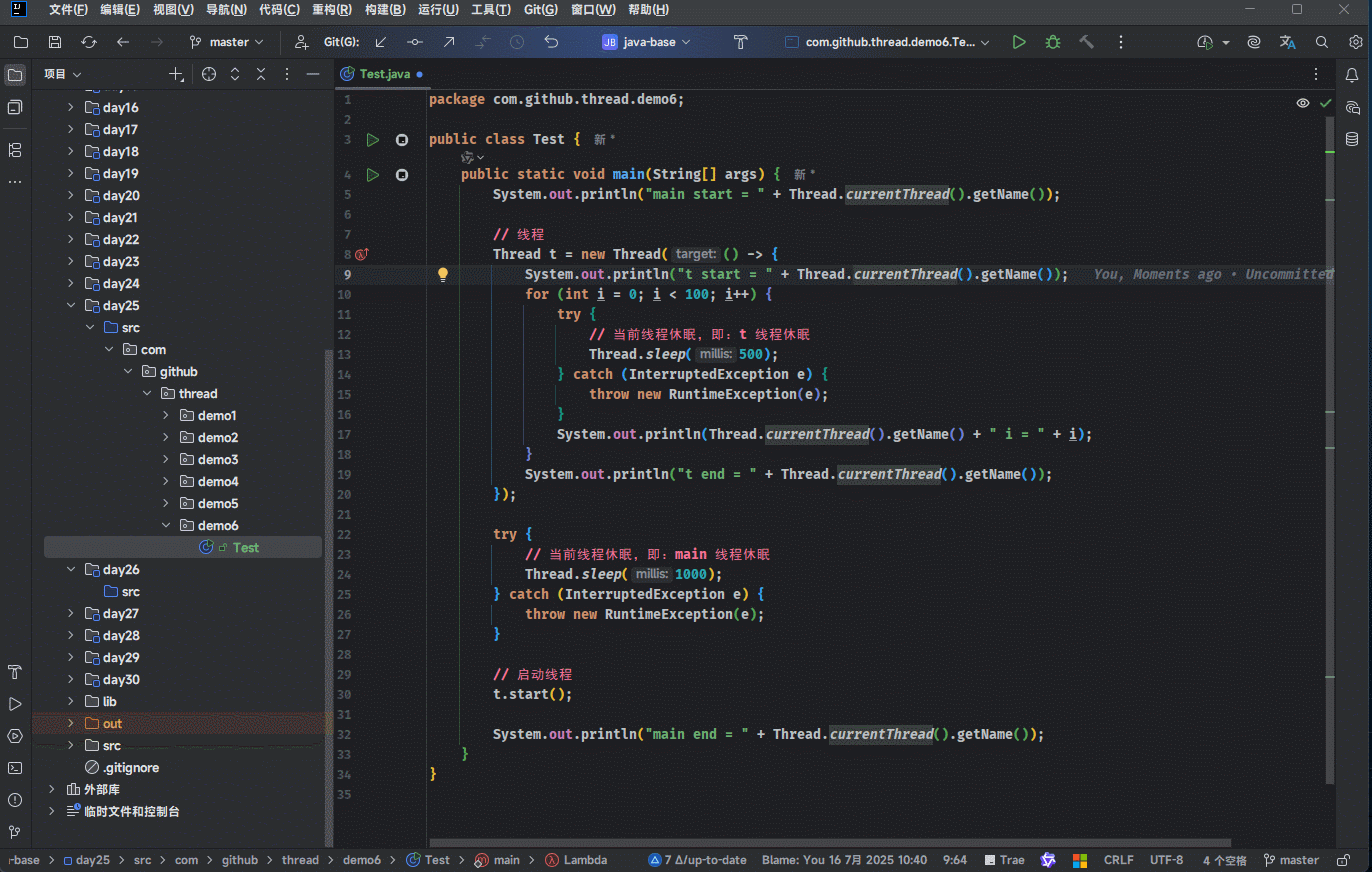 文件(F) 编辑(E) 视图(V) 导航(N) 代码(C) 重构(R) 构建(B) 运行(U) 工具(T) Git(G) 窗口(W) 帮助(H)
master Git(G): JB java-base com.github.thread.demo6.Te...
项目
Test.java
day16
day17
day18
day19
day20
day21
day22
day23
day24
day25
src
com
github
thread
demo1
demo2
demo3
demo4
demo5
demo6
Test
day26
src
day27
day28
day29
day30
lib
out
src
.gitignore
外部库
临时文件和控制台
1 package com.github.thread.demo6;
2
3 public class Test { 新 *
4 public static void main(String[] args) { 新 *
5 System.out.println("main start = " + Thread.currentThread().getName());
6
7 // 线程
8 Thread t = new Thread( target: () -> {
9 System.out.println("t start = " + Thread.currentThread().getName()); You, Moments ago • Uncommitted
10 for (int i = 0; i < 100; i++) {
11 try {
12 // 当前线程休眠，即：t 线程休眠
13 Thread.sleep( millis: 500);
14 } catch (InterruptedException e) {
15 throw new RuntimeException(e);
16 }
17 System.out.println(Thread.currentThread().getName() + " i = " + i);
18 }
19 System.out.println("t end = " + Thread.currentThread().getName());
20 });
21
22 try {
23 // 当前线程休眠，即：main 线程休眠
24 Thread.sleep( millis: 1000);
25 } catch (InterruptedException e) {
26 throw new RuntimeException(e);
27 }
28
29 // 启动线程
30 t.start();
31
32 System.out.println("main end = " + Thread.currentThread().getName());
33 }
34 }
35
-base > day25 > src > com > github > thread > demo6 > Test > main > Lambda 7 Δ/up-to-date Blame: You 16 7月 2025 10:40 9:64 Trae CRLF UTF-8 4 个空格 master